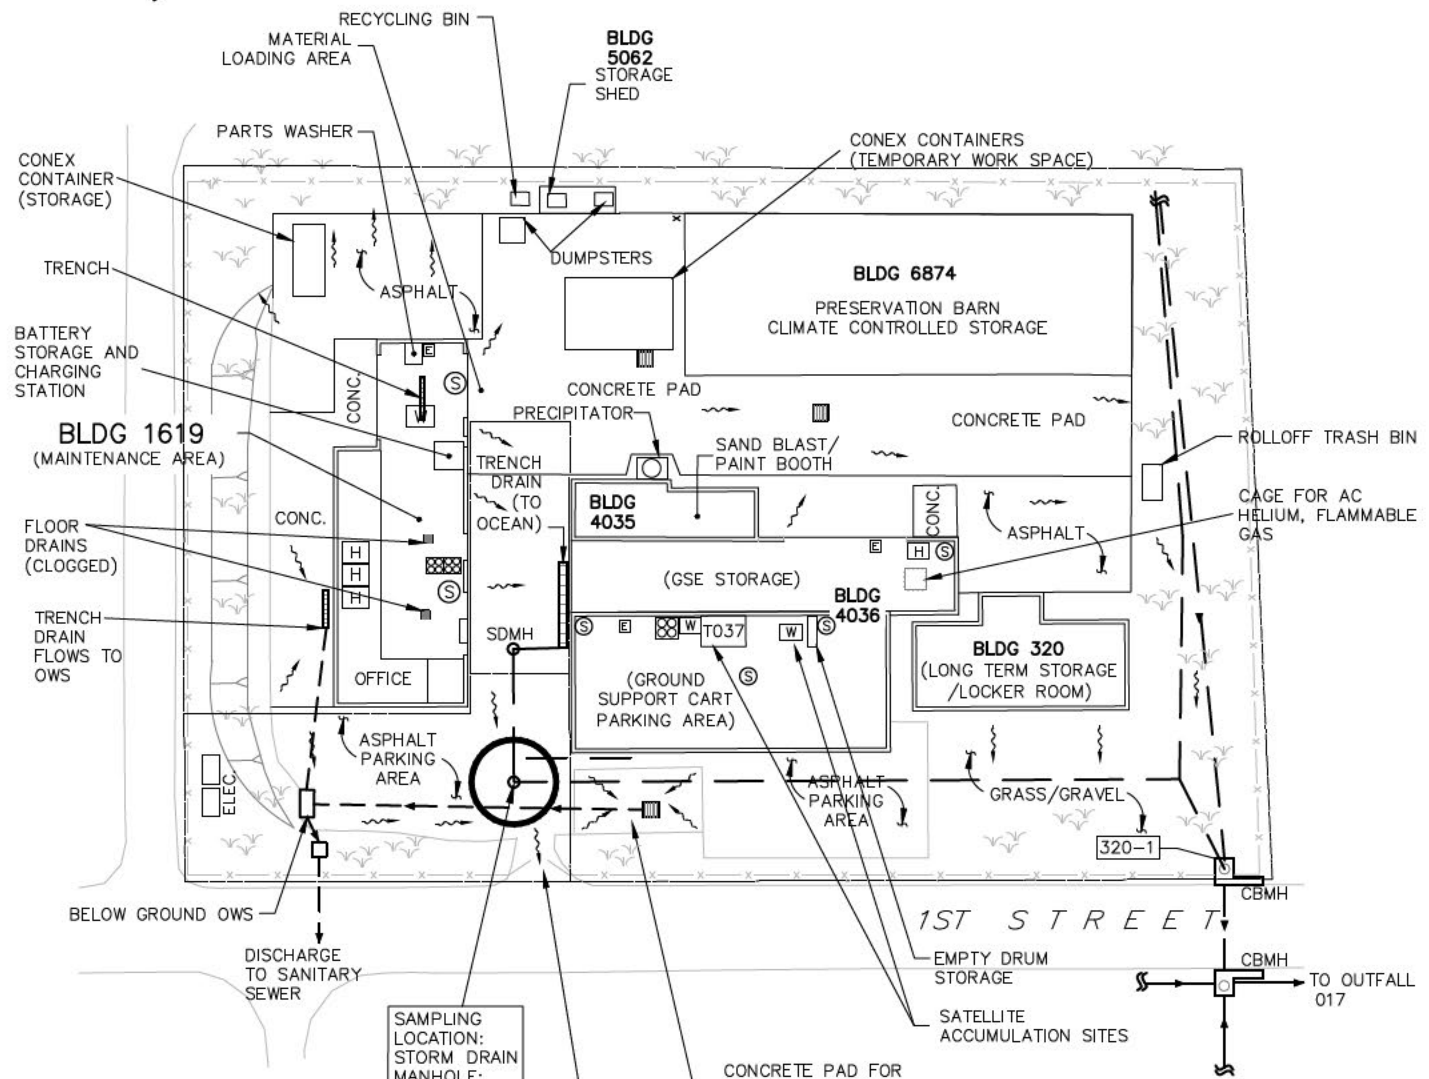 RECYCLING BIN
MATERIAL
LOADING AREA
BLDG
5062
STORAGE
SHED
PARTS WASHER
CONEX CONTAINERS
(TEMPORARY WORK SPACE)
CONEX
CONTAINER
(STORAGE)
DUMPSTERS
TRENCH
ASPHALT
BLDG 6874
PRESERVATION BARN
CLIMATE CONTROLLED STORAGE
BATTERY
STORAGE AND
CHARGING
STATION
E
S
CONC.
W
CONCRETE PAD
PRECIPITATOR
CONCRETE PAD
BLDG 1619
(MAINTENANCE AREA)
SAND BLAST/
PAINT BOOTH
ROLLOFF TRASH BIN
TRENCH
DRAIN
(TO
OCEAN)
BLDG
4035
CONC.
CONC.
ASPHALT
CAGE FOR AC
HELIUM, FLAMMABLE
GAS
FLOOR
DRAINS
(CLOGGED)
H
H
H
S
E
H
S
(GSE STORAGE)
BLDG
4036
TRENCH
DRAIN
FLOWS TO
OWS
SDMH
S
E
W
T037
W
S
BLDG 320
(LONG TERM STORAGE
/LOCKER ROOM)
OFFICE
(GROUND
SUPPORT CART
PARKING AREA)
S
ASPHALT
PARKING
AREA
ELEC.
ASPHALT
PARKING
AREA
GRASS/GRAVEL
320-1
CBMH
BELOW GROUND OWS
1ST STREET
DISCHARGE
TO SANITARY
SEWER
EMPTY DRUM
STORAGE
CBMH
TO OUTFALL
017
SATELLITE
ACCUMULATION SITES
SAMPLING
LOCATION:
STORM DRAIN
MANHOLE:
CONCRETE PAD FOR